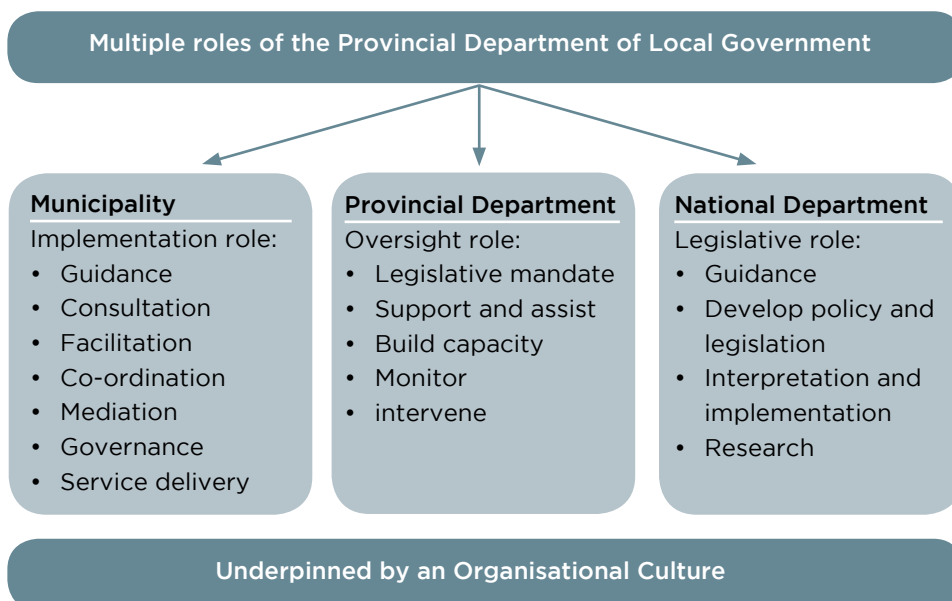 Multiple roles of the Provincial Department of Local Government
Municipality
Implementation role:
• Guidance
• Consultation
• Facilitation
• Co-ordination
• Mediation
• Governance
• Service delivery
Provincial Department
Oversight role:
• Legislative mandate
• Support and assist
• Build capacity
• Monitor
• intervene
National Department
Legislative role:
• Guidance
• Develop policy and
legislation
• Interpretation and
implementation
• Research
Underpinned by an Organisational Culture